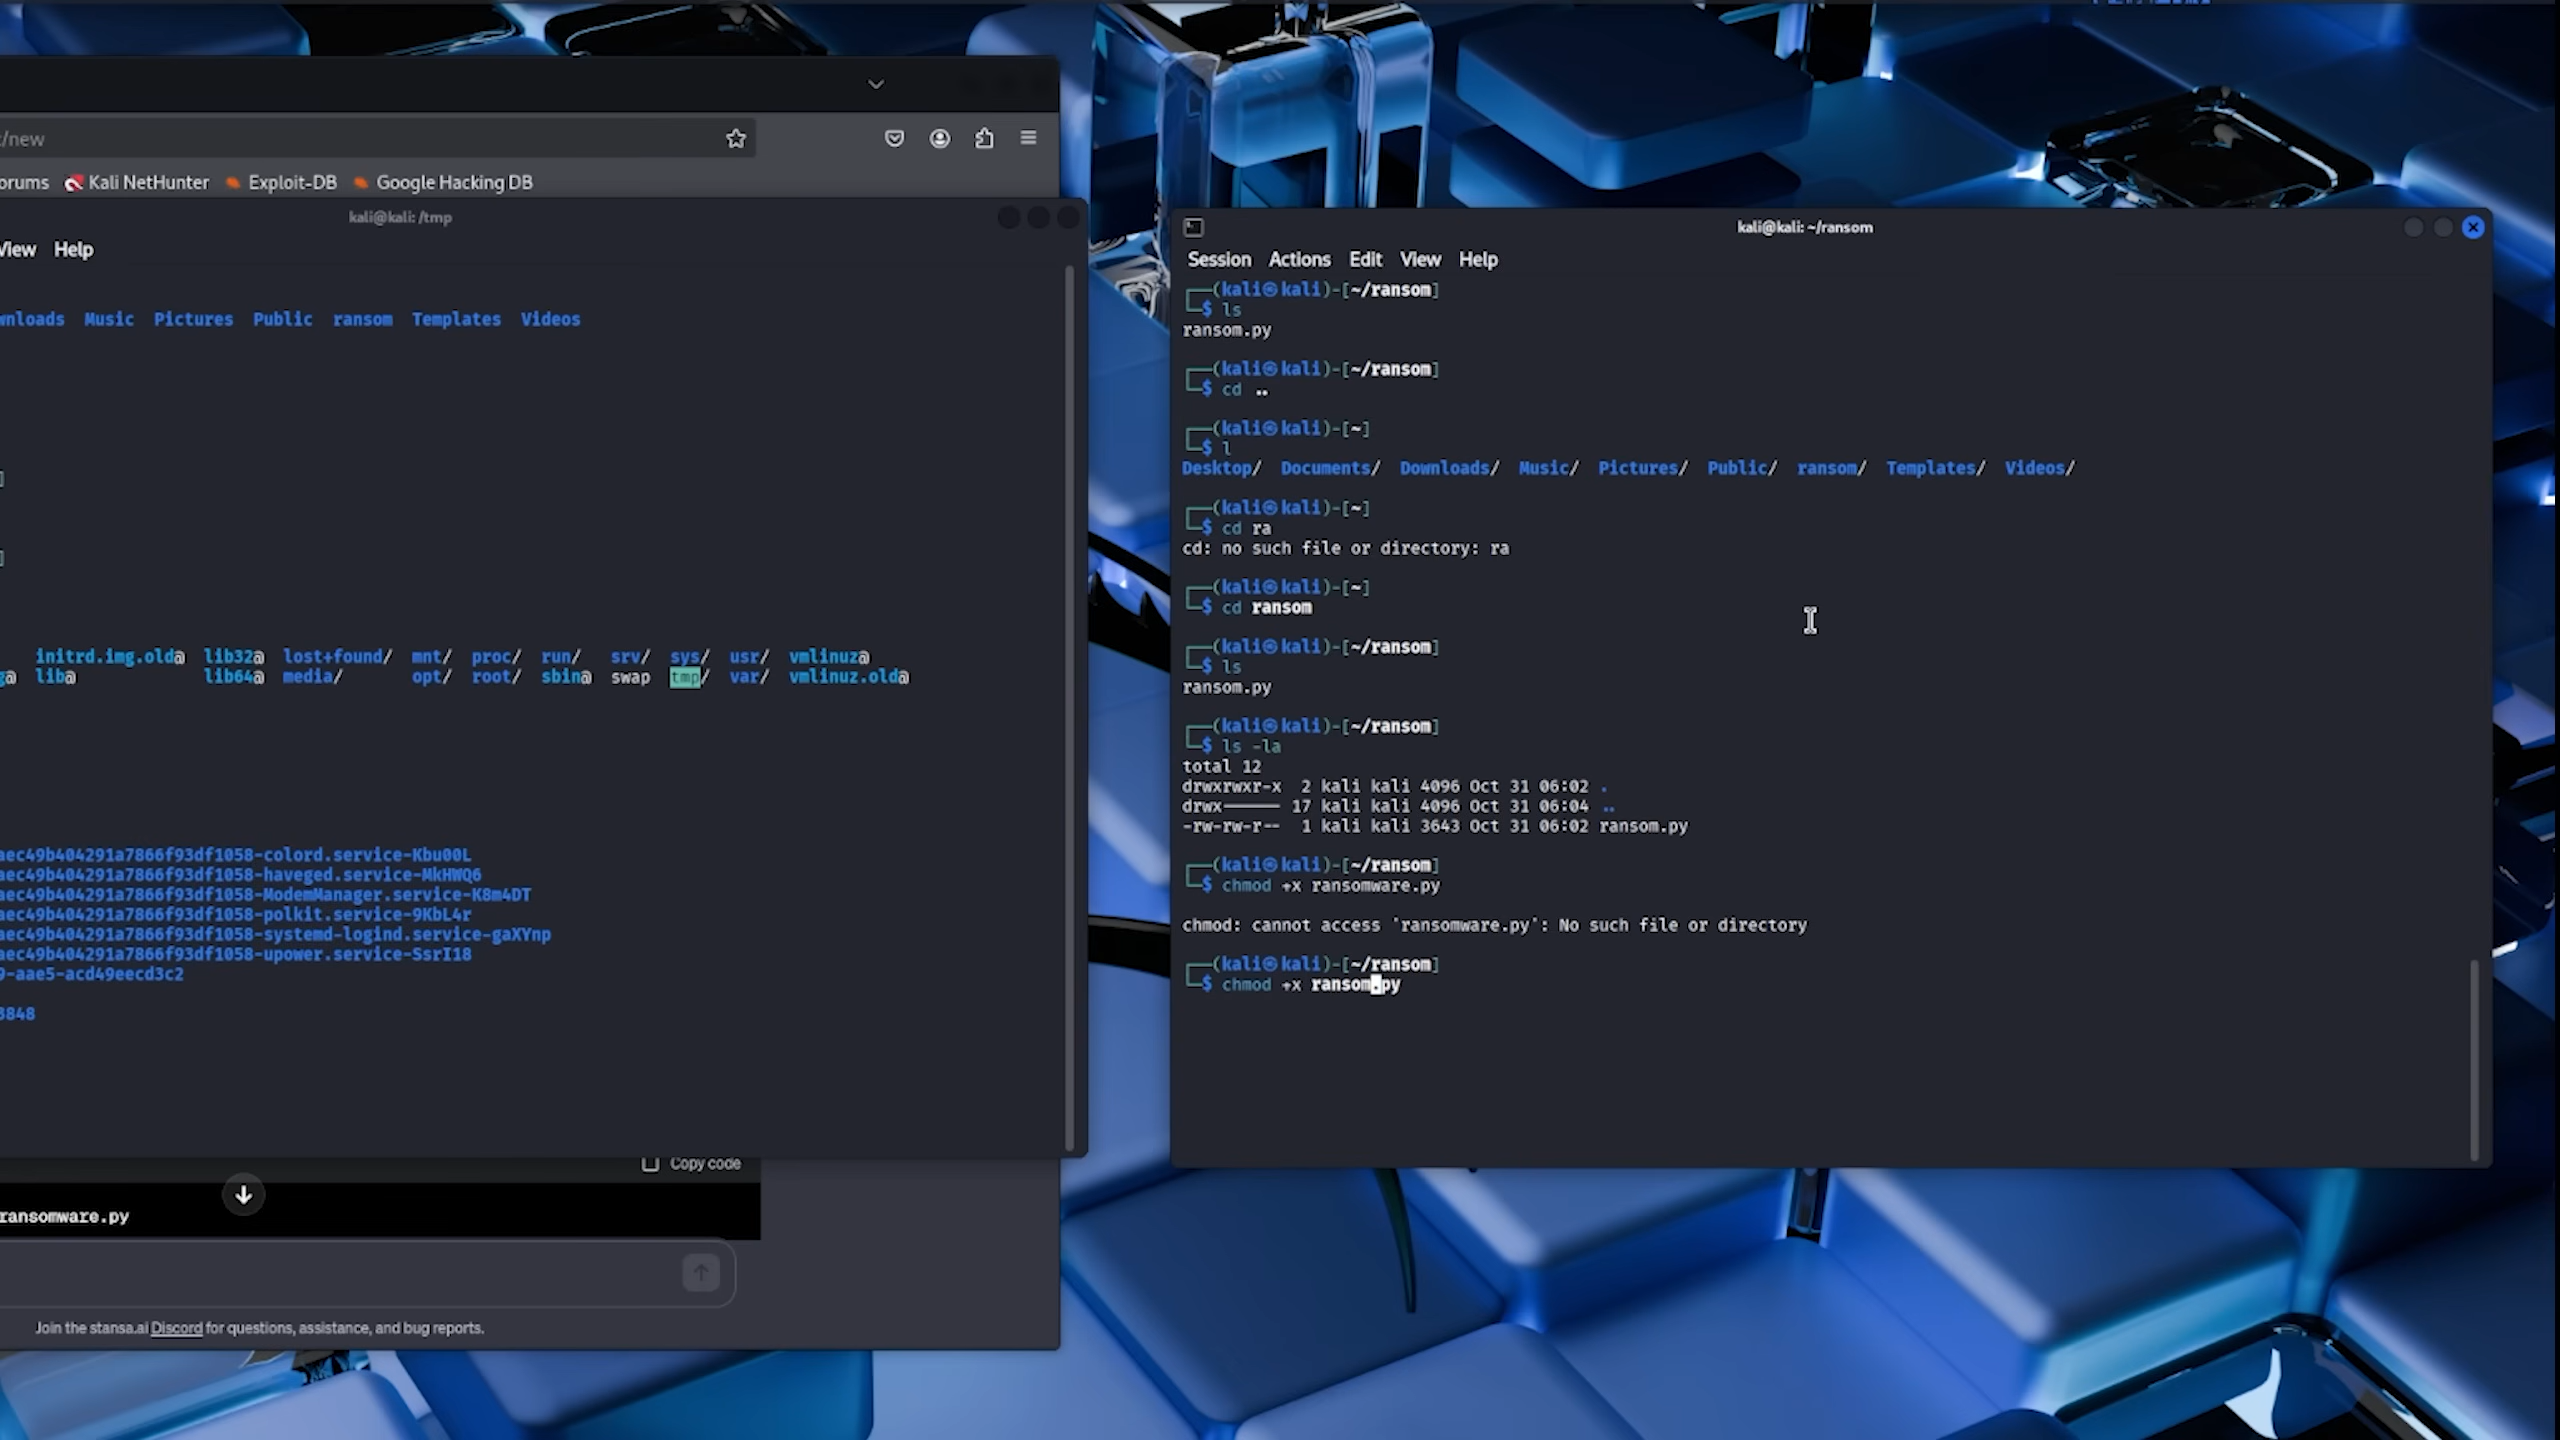 /new
orums Kali NetHunter Exploit-DB Google Hacking DB
kali@kali: /tmp
View Help
wnloads Music Pictures Public ransom Templates Videos
]
]
initrd.img.old@ lib32@ lost+found/ mnt/ proc/ run/ srv/ sys/ usr/ vmlinuz@
g@ lib@ lib64@ media/ opt/ root/ sbin@ swap tmp/ var/ vmlinuz.old@
aec49b404291a7866f93df1058-colord.service-Kbu00L
aec49b404291a7866f93df1058-haveged.service-MkHWQ6
aec49b404291a7866f93df1058-ModemManager.service-K8m4DT
aec49b404291a7866f93df1058-polkit.service-9KbL4r
aec49b404291a7866f93df1058-systemd-logind.service-gaXYnp
aec49b404291a7866f93df1058-upower.service-SsrI18
9-aae5-acd49eecd3c2
3848
Copy code
ransomware.py
Join the stansa.ai Discord for questions, assistance, and bug reports.
kali@kali: ~/ransom
Session Actions Edit View Help
┌──(kali㉿kali)-[~/ransom]
└─$ ls
ransom.py
┌──(kali㉿kali)-[~/ransom]
└─$ cd ..
┌──(kali㉿kali)-[~]
└─$ l
Desktop/ Documents/ Downloads/ Music/ Pictures/ Public/ ransom/ Templates/ Videos/
┌──(kali㉿kali)-[~]
└─$ cd ra
cd: no such file or directory: ra
┌──(kali㉿kali)-[~]
└─$ cd ransom
┌──(kali㉿kali)-[~/ransom]
└─$ ls
ransom.py
┌──(kali㉿kali)-[~/ransom]
└─$ ls -la
total 12
drwxrwxr-x 2 kali kali 4096 Oct 31 06:02 .
drwx------ 17 kali kali 4096 Oct 31 06:04 ..
-rw-rw-r-- 1 kali kali 3643 Oct 31 06:02 ransom.py
┌──(kali㉿kali)-[~/ransom]
└─$ chmod +x ransomware.py
chmod: cannot access 'ransomware.py': No such file or directory
┌──(kali㉿kali)-[~/ransom]
└─$ chmod +x ransom.py